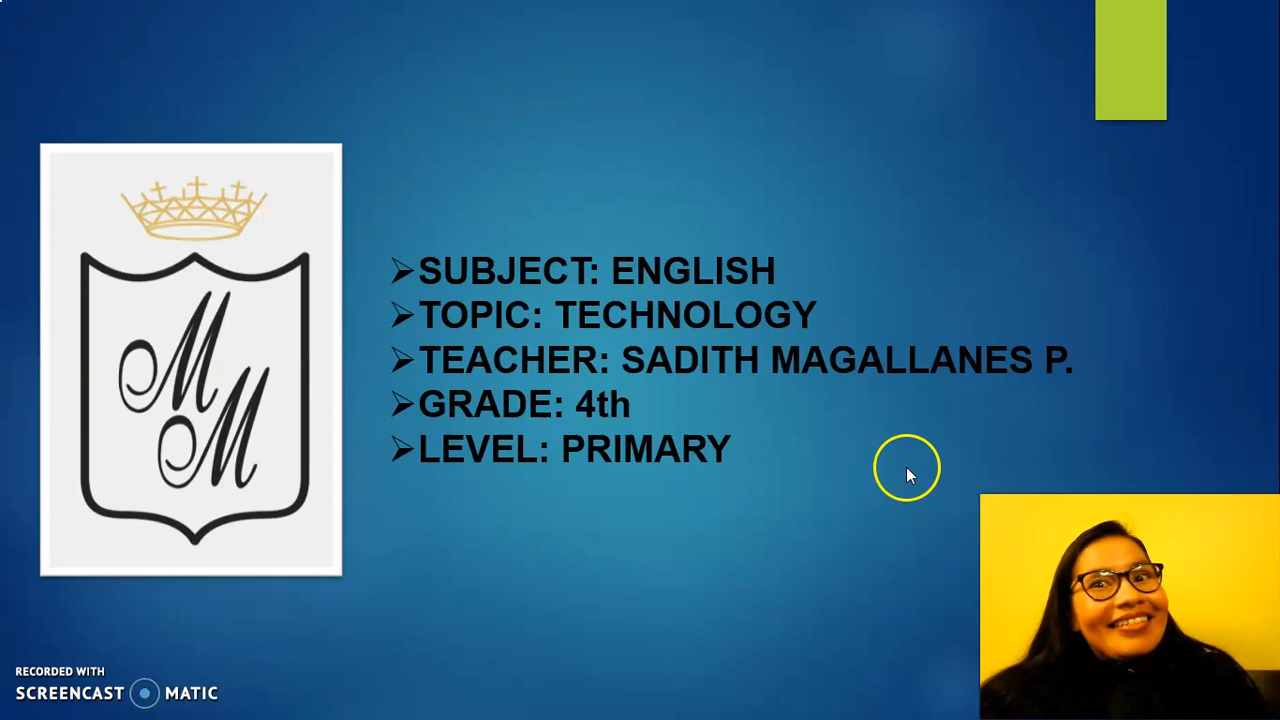 M
M
SUBJECT: ENGLISH
TOPIC: TECHNOLOGY
TEACHER: SADITH MAGALLANES P.
GRADE: 4th
LEVEL: PRIMARY
RECORDED WITH
SCREENCAST MATIC